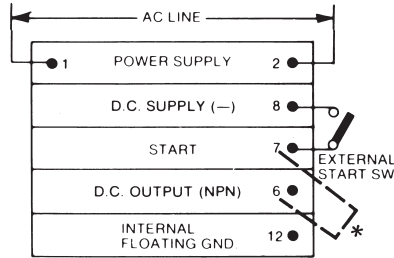 AC LINE
1 POWER SUPPLY 2
D.C. SUPPLY (—) 8
START 7
EXTERNAL
START SW
D.C. OUTPUT (NPN) 6
*
INTERNAL
FLOATING GND 12